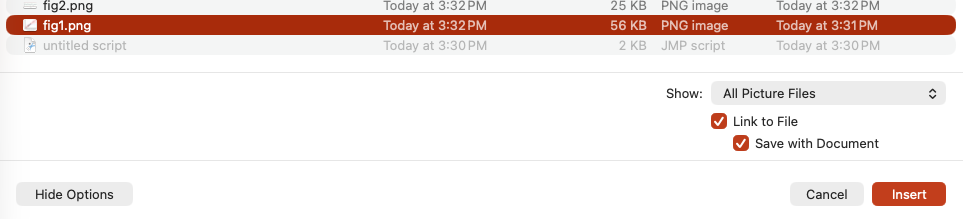 fig2.png Today at 3:32 PM 25 KB PNG image Today at 3:32 PM
fig1.png Today at 3:32 PM 56 KB PNG image Today at 3:31 PM
untitled script Today at 3:30 PM 2 KB JMP script Today at 3:30 PM
Show: All Picture Files
Link to File
Save with Document
Hide Options Cancel Insert